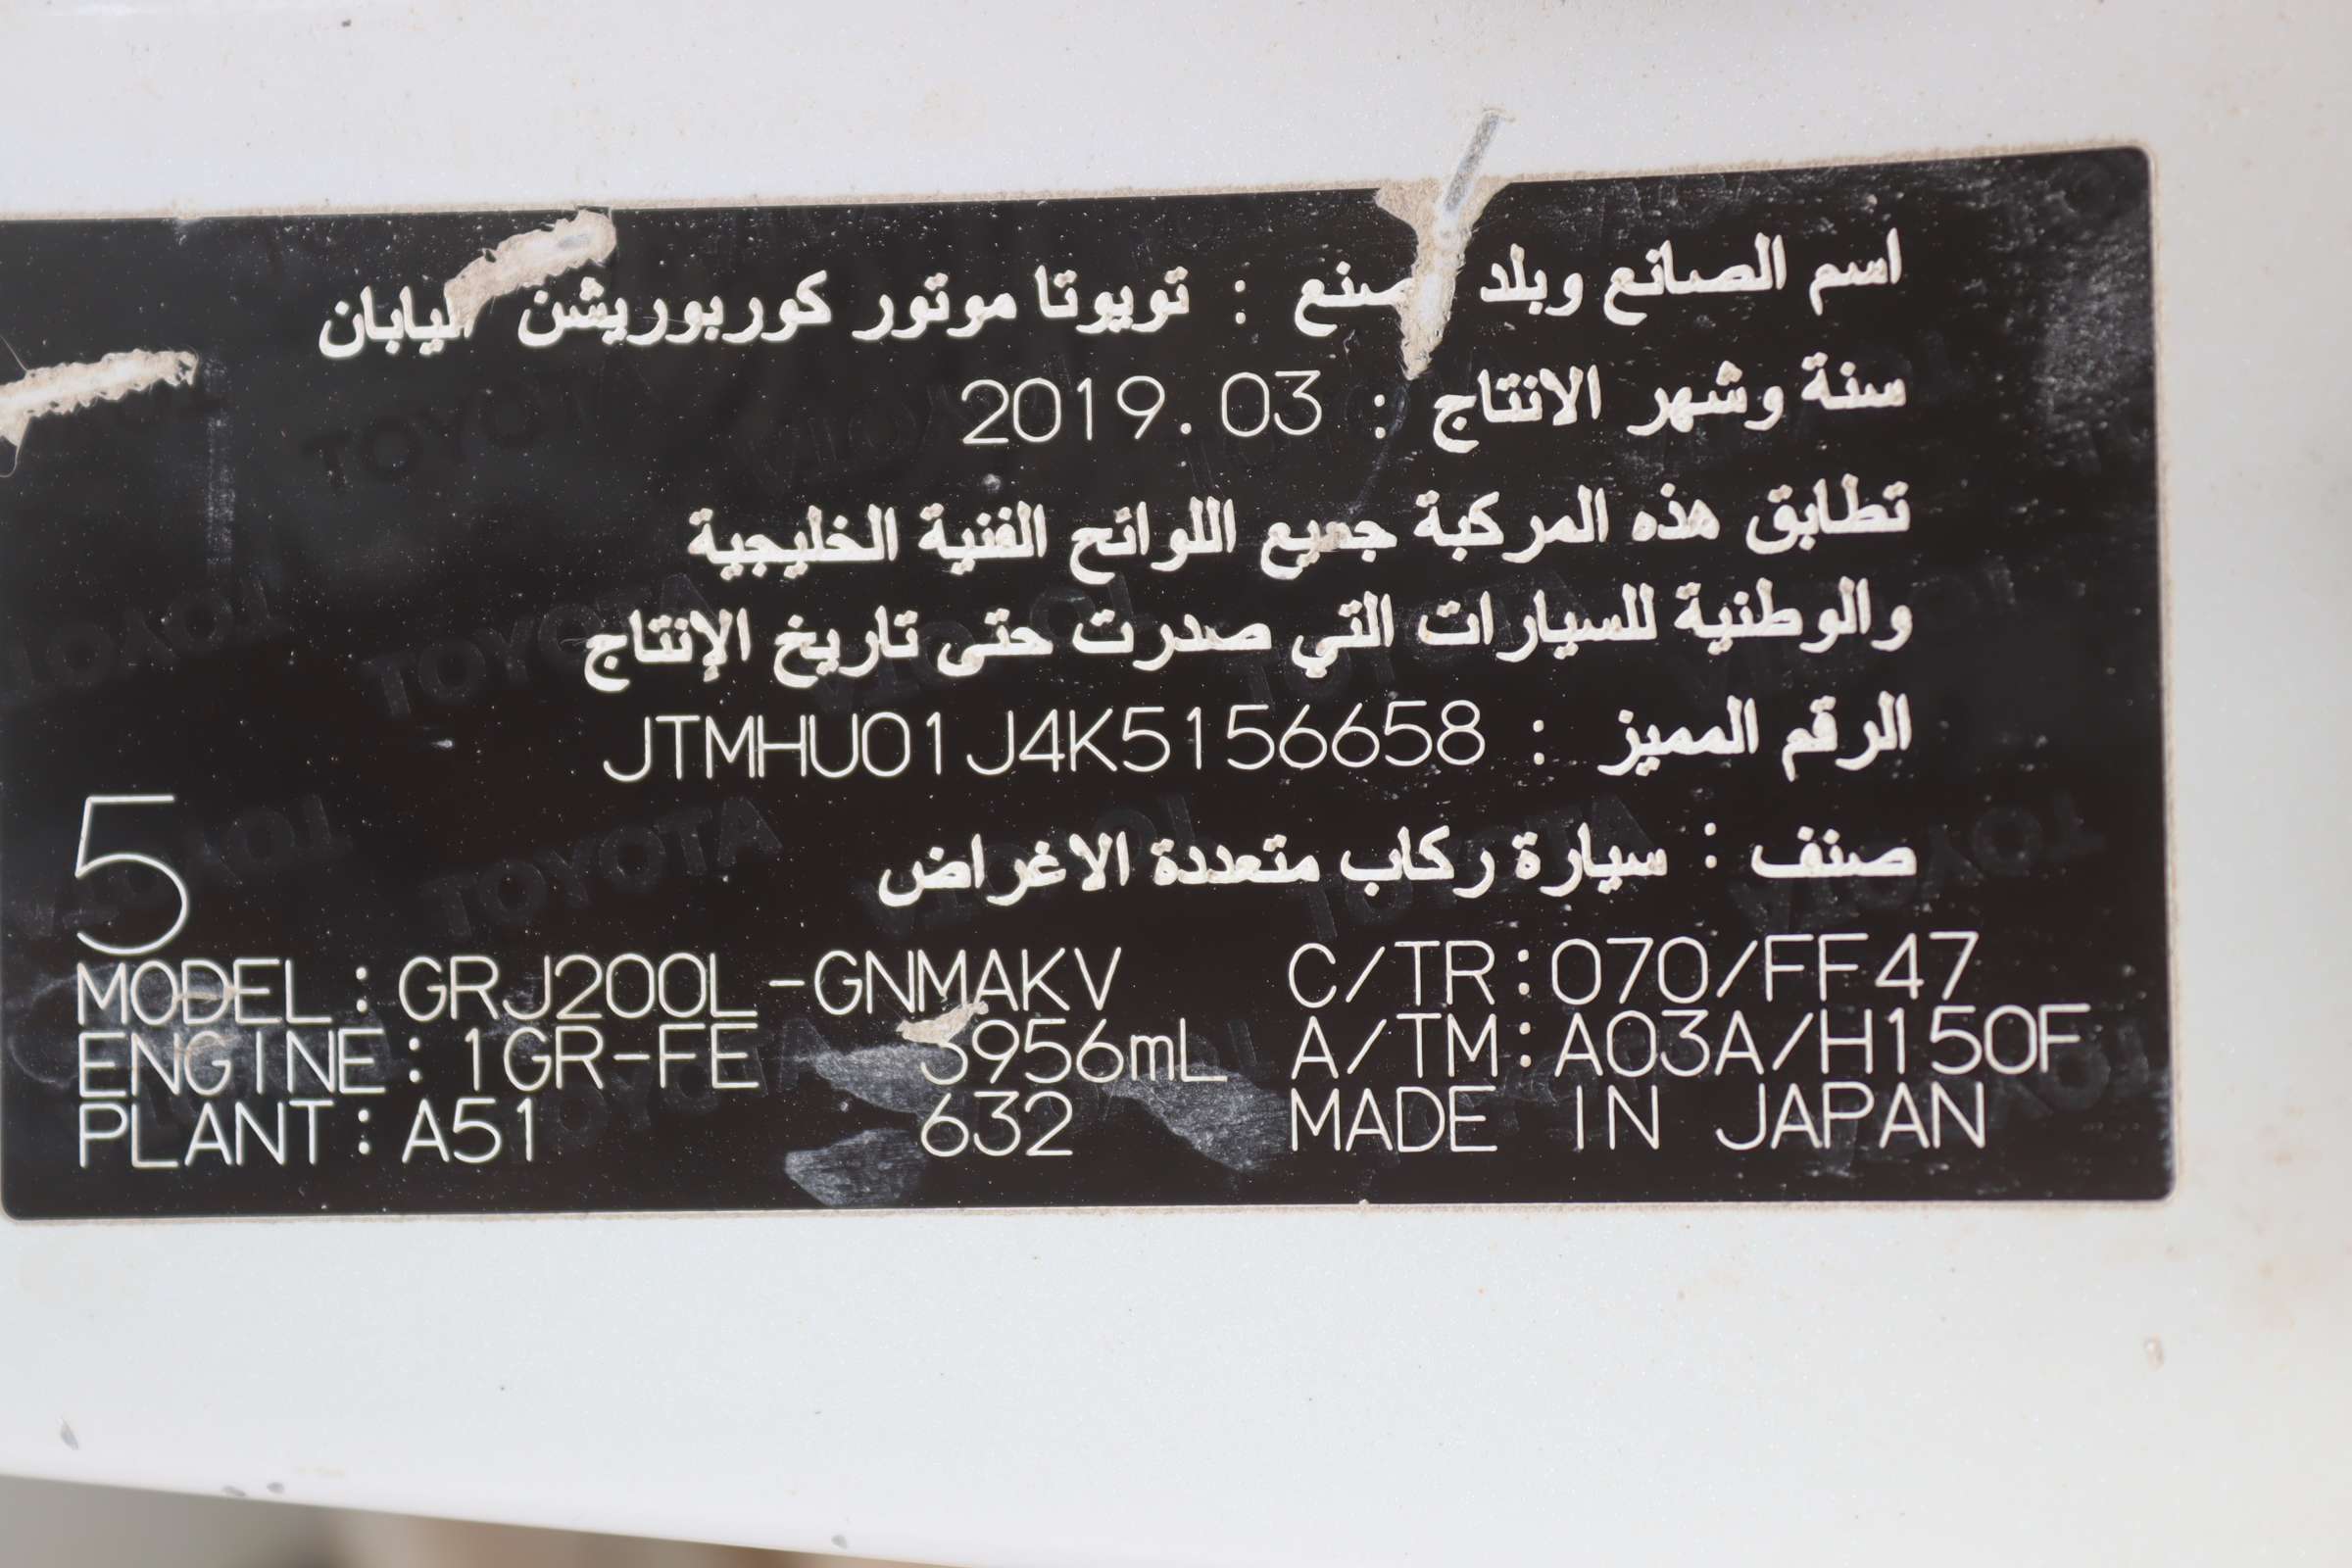 اسم الصانع وبلد صنع : تويوتا موتور كوربوريشن اليابان
سنة وشهر الانتاج : 2019.03
تطابق هذه المركبة جميع اللوائح الفنية الخليجية
والوطنية للسيارات التي صدرت حتى تاريخ الإنتاج
الرقم المميز : JTMHU01J4K5156658
صنف : سيارة ركاب متعددة الاغراض
5
MODEL: GRJ200L-GNMAKV C/TR:070/FF47
ENGINE: 1GR-FE 3956mL A/TM:A03A/H150F
PLANT: A51 632 MADE IN JAPAN